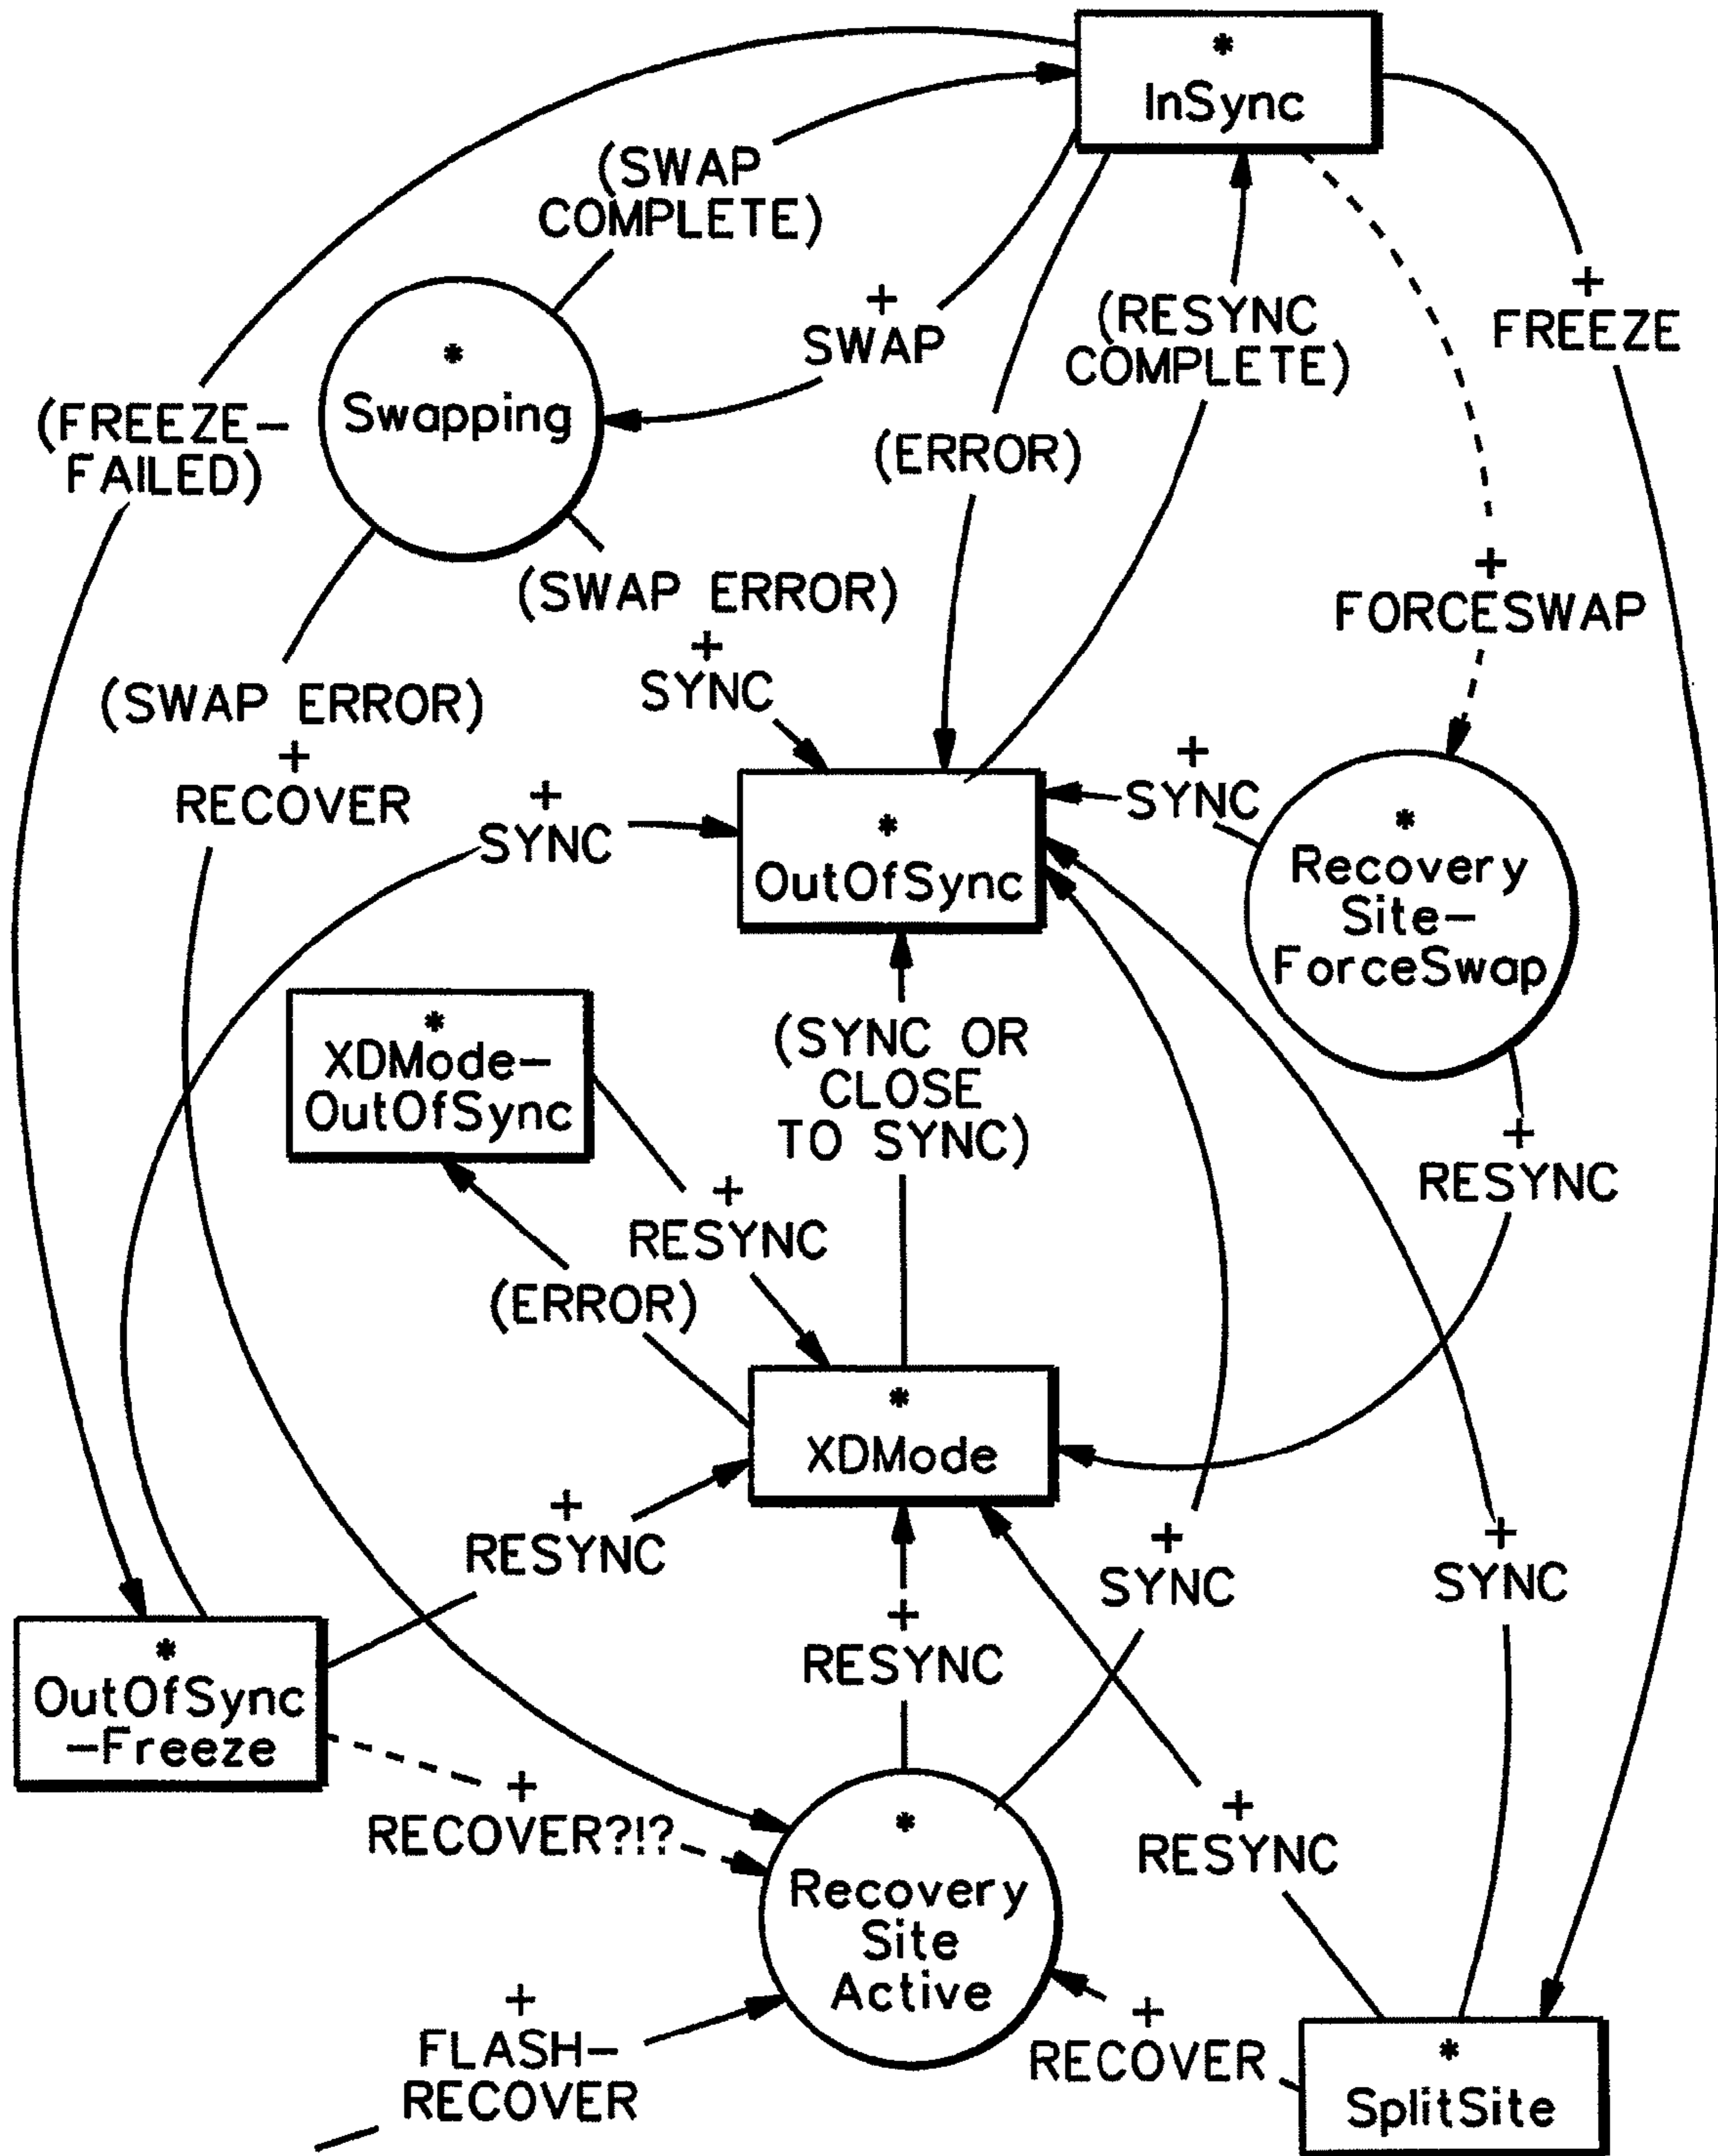 *
InSync
(SWAP
COMPLETE)
+
SWAP
(RESYNC
COMPLETE)
+
FREEZE
*
Swapping
(FREEZE-
FAILED)
(ERROR)
(SWAP ERROR)
+
SYNC
+
FORCESWAP
(SWAP ERROR)
+
RECOVER
+
SYNC
*
OutOfSync
+
SYNC
*
Recovery
Site-
ForceSwap
*
XDMode-
OutOfSync
(SYNC OR
CLOSE
TO SYNC)
+
RESYNC
+
RESYNC
(ERROR)
*
XDMode
+
RESYNC
+
SYNC
+
SYNC
+
RESYNC
*
OutOfSync
-Freeze
+
RECOVER?!?
+
RESYNC
*
Recovery
Site
Active
+
FLASH-
RECOVER
+
RECOVER
*
SplitSite